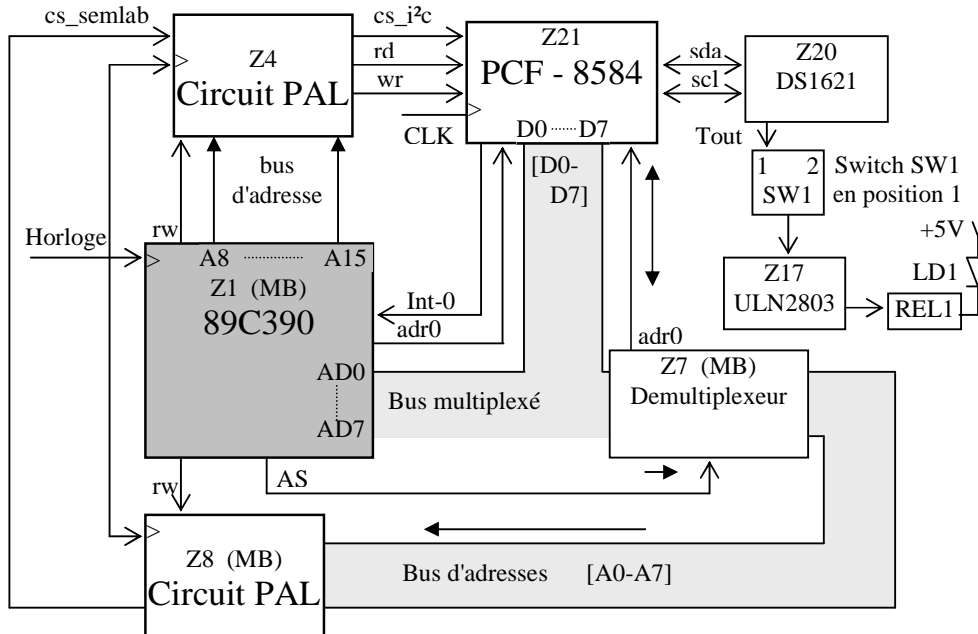 cs_semlab
Z4
Circuit PAL
cs_i²c
rd
wr
CLK
Z21
PCF - 8584
D0 ....... D7
sda
scl
Z20
DS1621
Tout
1 2
SW1
Switch SW1
en position 1
+5V
LD1
Z17
ULN2803
REL1
bus
d'adresse
[D0-
D7]
rw
Horloge
A8 .............. A15
Z1 (MB)
89C390
Int-0
adr0
AD0
AD7
adr0
Bus multiplexé
Z7 (MB)
Demultiplexeur
AS
rw
Z8 (MB)
Circuit PAL
Bus d'adresses [A0-A7]